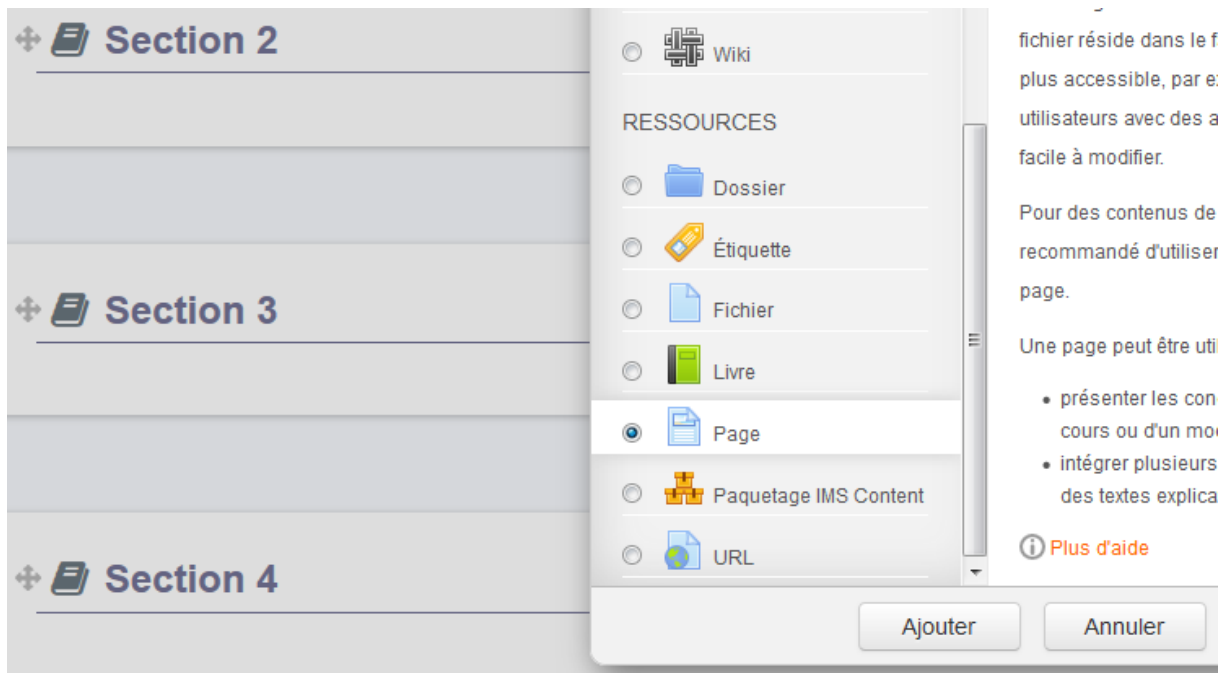 Section 2
Section 3
Section 4
Wiki
RESSOURCES
Dossier
Étiquette
Fichier
Livre
Page
Paquetage IMS Content
URL
fichier réside dans le f
plus accessible, par
utilisateurs avec des a
facile à modifier.
Pour des contenus de
recommandé d'utiliser
page.
Une page peut être uti
• présenter les con
cours ou d'un mo
• intégrer plusieurs
des textes explica
Plus d'aide
Ajouter
Annuler